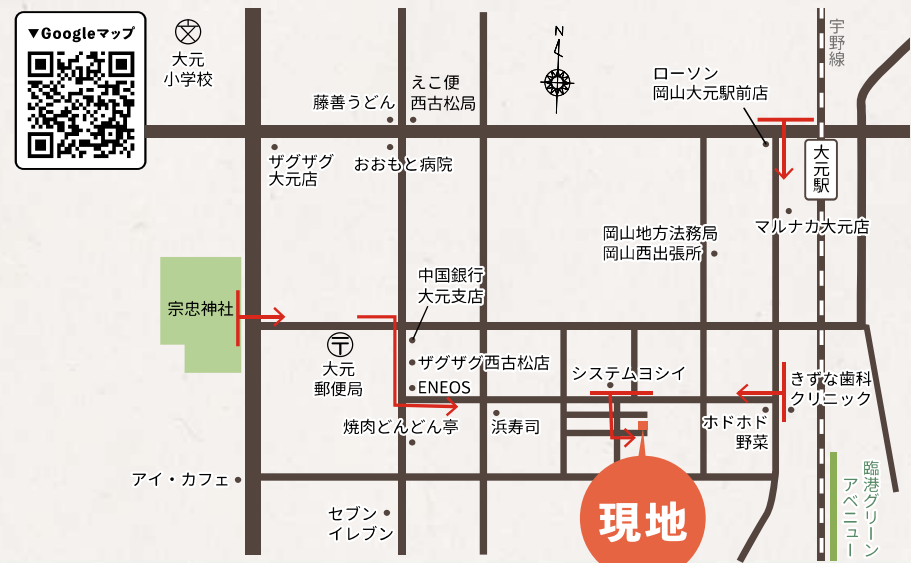 ▼Googleマップ
大元
小学校
N
宇野線
ローソン
岡山大元駅前店
えこ便
西古松局
藤善うどん
ザグザグ
大元店
おおもと病院
大元駅
マルナカ大元店
岡山地方法務局
岡山西出張所
中国銀行
大元支店
宗忠神社
大元
郵便局
ザグザグ西古松店
ENEOS
システムヨシイ
きずな歯科
クリニック
焼肉どんどん亭
浜寿司
ホドホド
野菜
アイ・カフェ
セブン
イレブン
現地
臨港グリーン
アベニュー